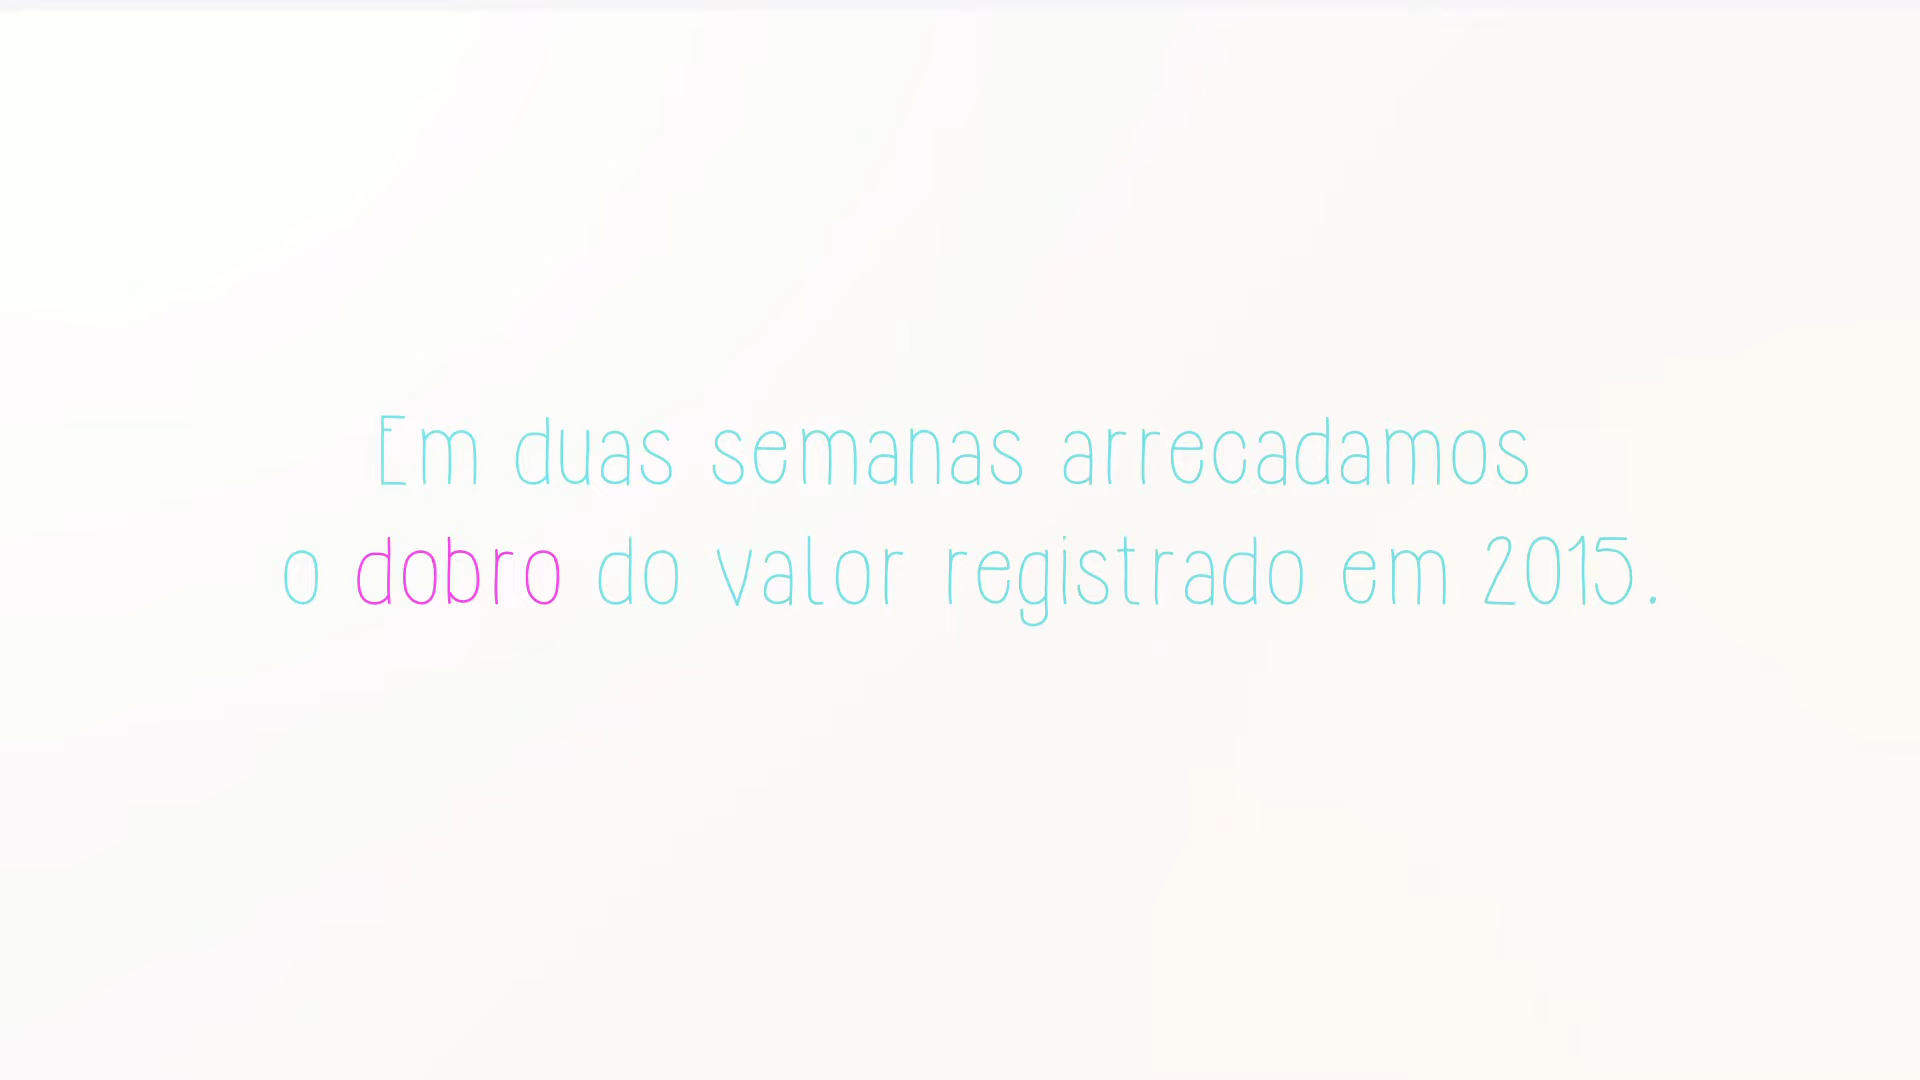 Em duas semanas arrecadamos
o dobro do valor registrado em 2015.